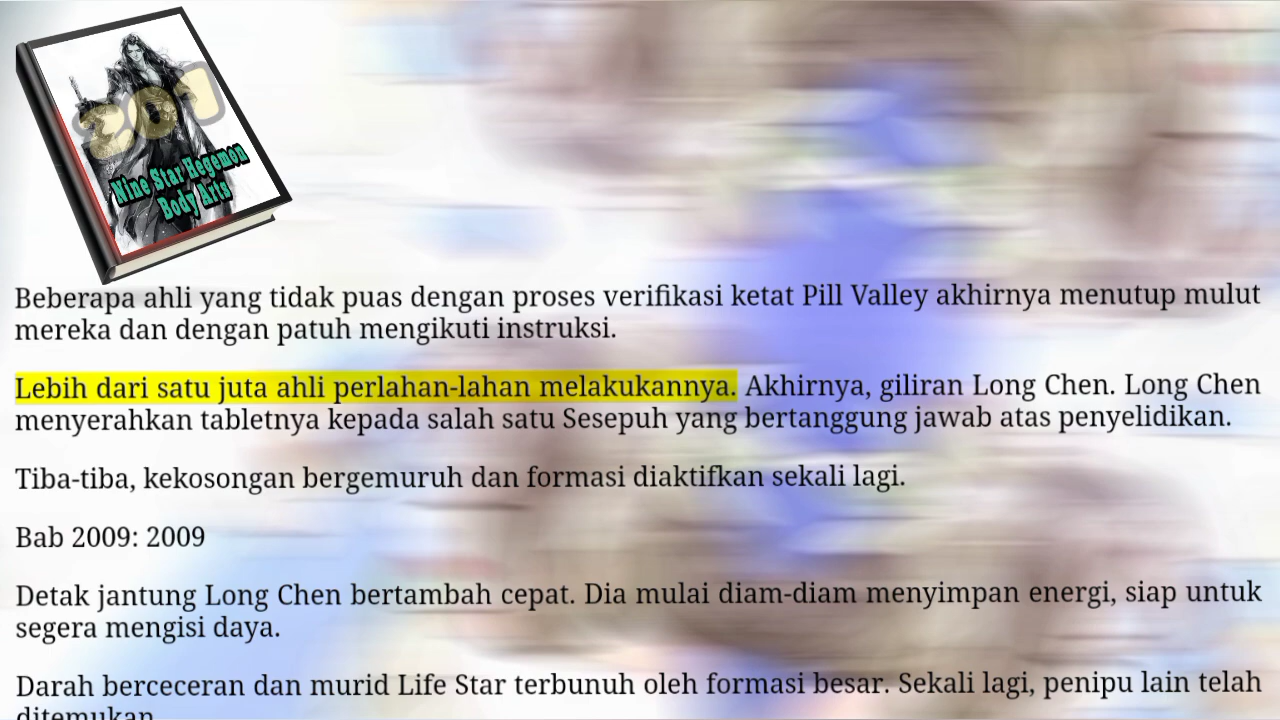 201
Nine Star Hegemon
Body Arts
Beberapa ahli yang tidak puas dengan proses verifikasi ketat Pill Valley akhirnya menutup mulut
mereka dan dengan patuh mengikuti instruksi.
Lebih dari satu juta ahli perlahan-lahan melakukannya. Akhirnya, giliran Long Chen. Long Chen
menyerahkan tabletnya kepada salah satu Sesepuh yang bertanggung jawab atas penyelidikan.
Tiba-tiba, kekosongan bergemuruh dan formasi diaktifkan sekali lagi.
Bab 2009: 2009
Detak jantung Long Chen bertambah cepat. Dia mulai diam-diam menyimpan energi, siap untuk
segera mengisi daya.
Darah berceceran dan murid Life Star terbunuh oleh formasi besar. Sekali lagi, penipu lain telah
ditemukan.